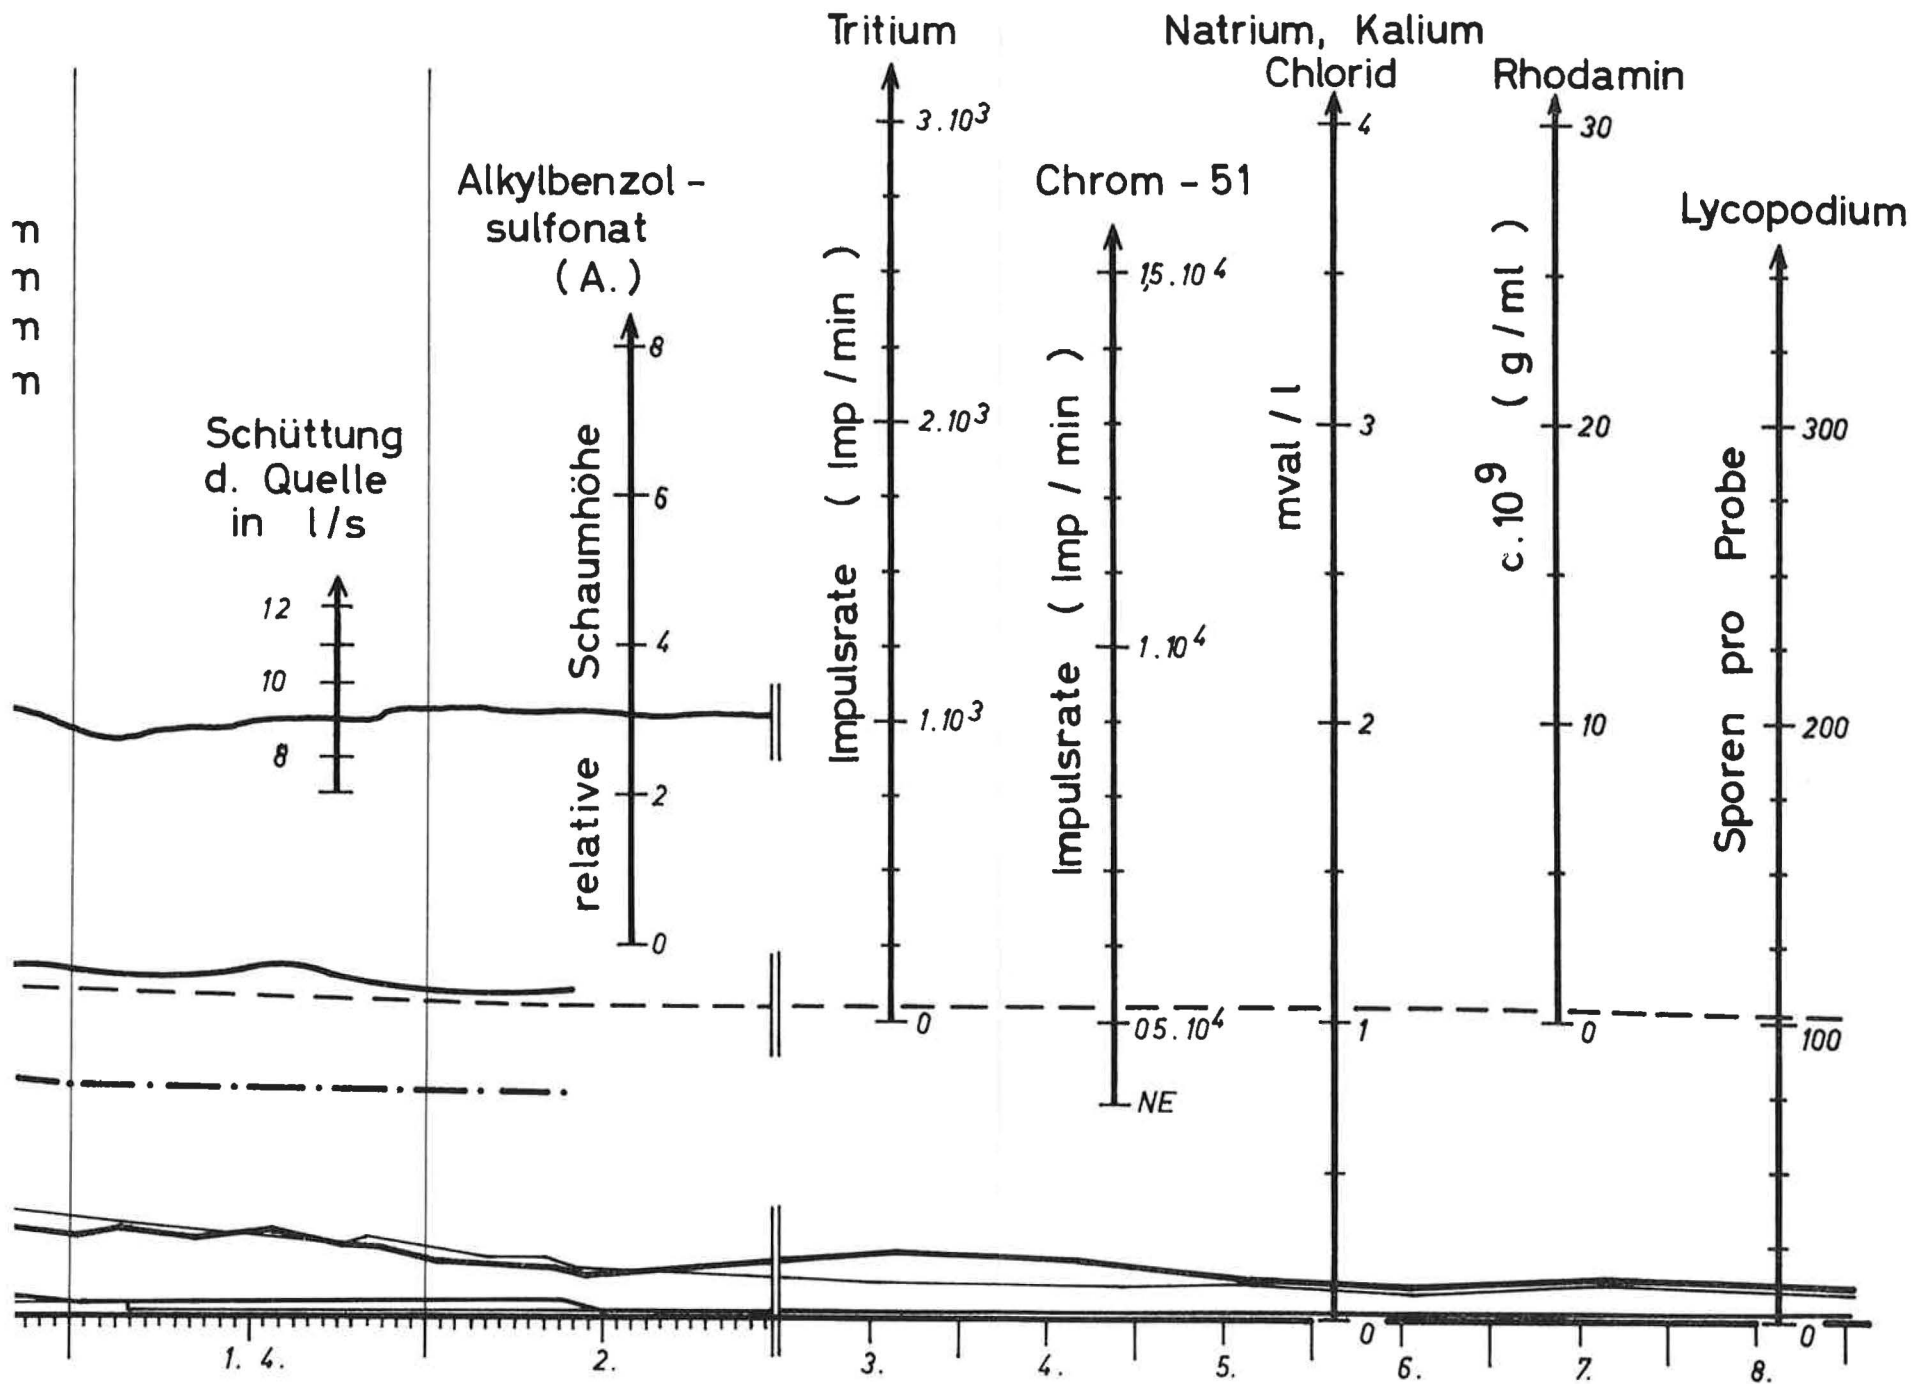 m
m
m
m
Schüttung
d. Quelle
in l/s
12
10
8
Alkylbenzol-
sulfonat
(A.)
relative Schaumhöhe
8
6
4
2
0
Tritium
Impulsrate (Imp/min)
3.10³
2.10³
1.10³
0
Chrom-51
Impulsrate (Imp/min)
1,5.10⁴
1.10⁴
05.10⁴
NE
Natrium, Kalium
Chlorid
mval/l
4
3
2
1
0
Rhodamin
c.10⁹ (g/ml)
30
20
10
0
Lycopodium
Sporen pro Probe
300
200
100
0
1. 4. 2. 3. 4. 5. 6. 7. 8.